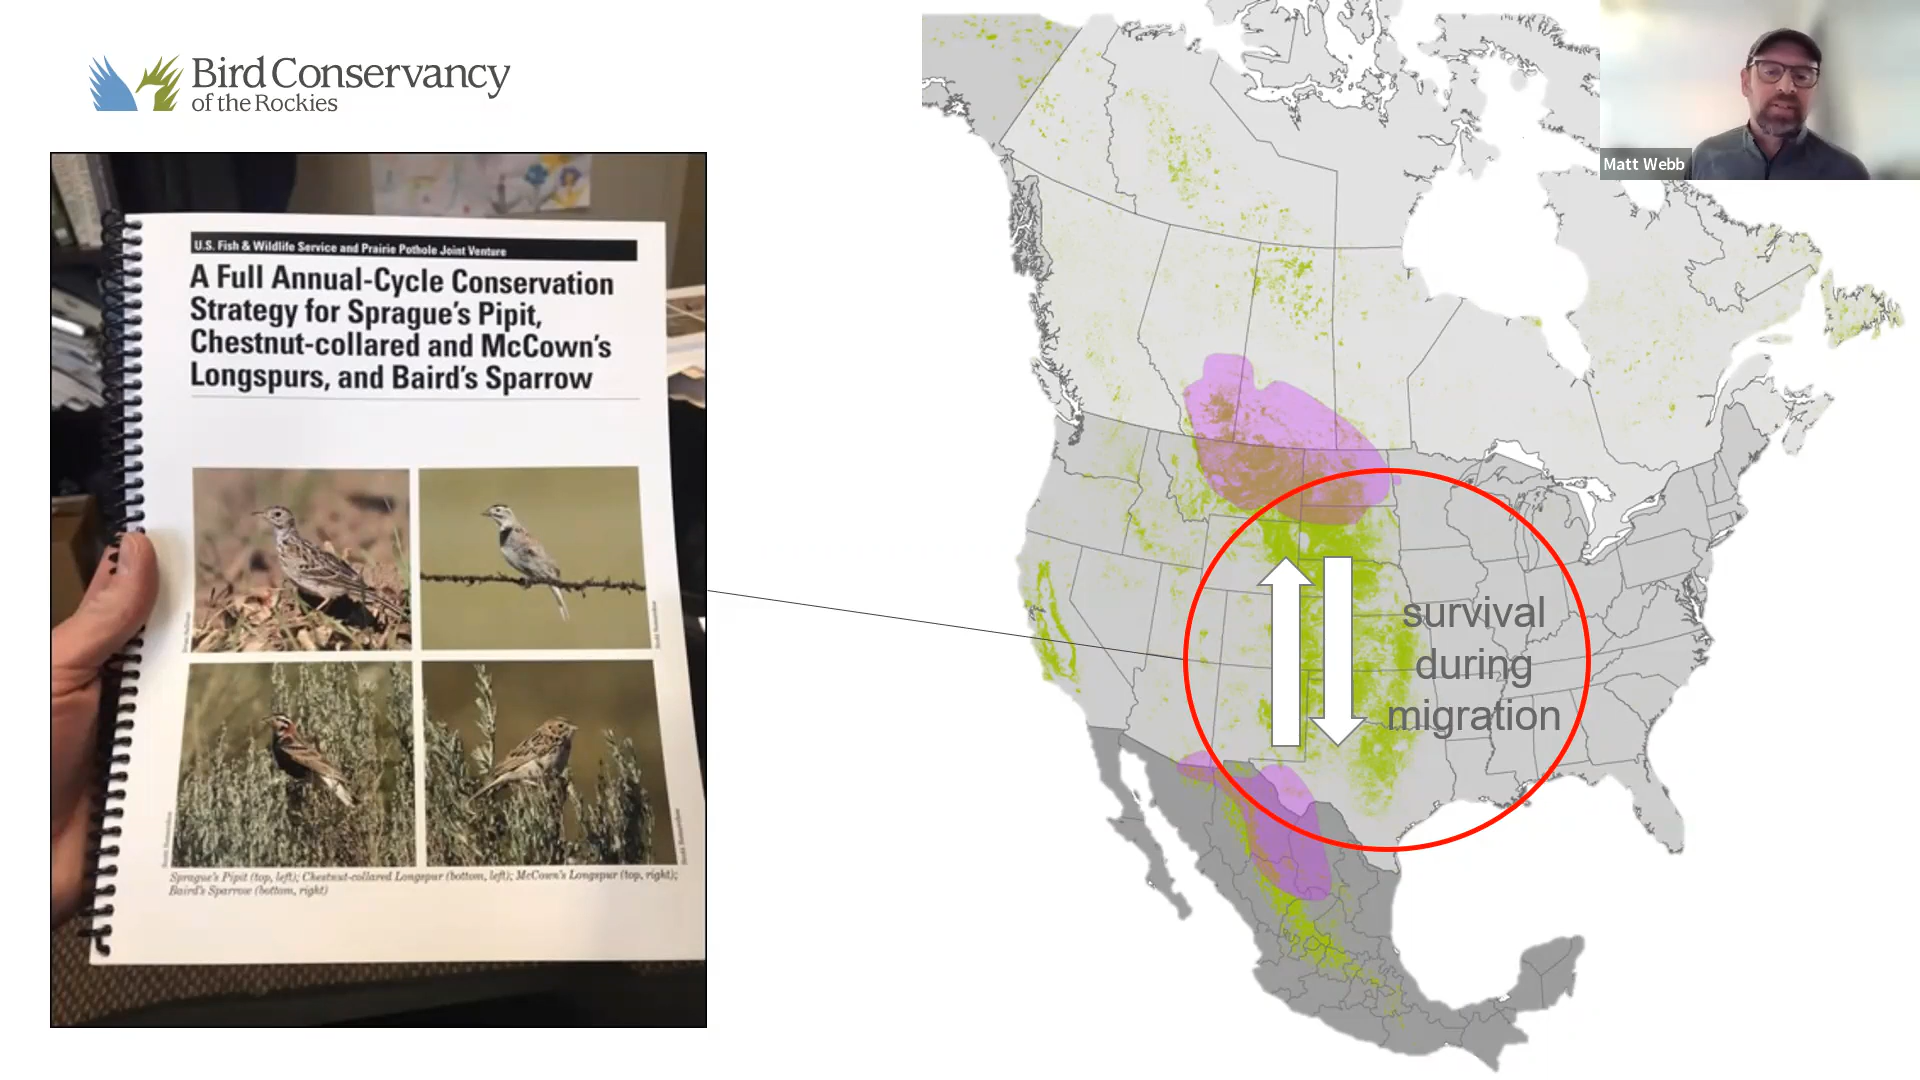 Bird Conservancy
of the Rockies
U.S. Fish & Wildlife Service and Prairie Pothole Joint Venture
A Full Annual-Cycle Conservation
Strategy for Sprague's Pipit,
Chestnut-collared and McCown's
Longspurs, and Baird's Sparrow
Sprague's Pipit (top, left); Chestnut-collared Longspur (bottom, left); McCown's Longspur (top, right);
Baird's Sparrow (bottom, right)
survival
during
migration
Matt Webb